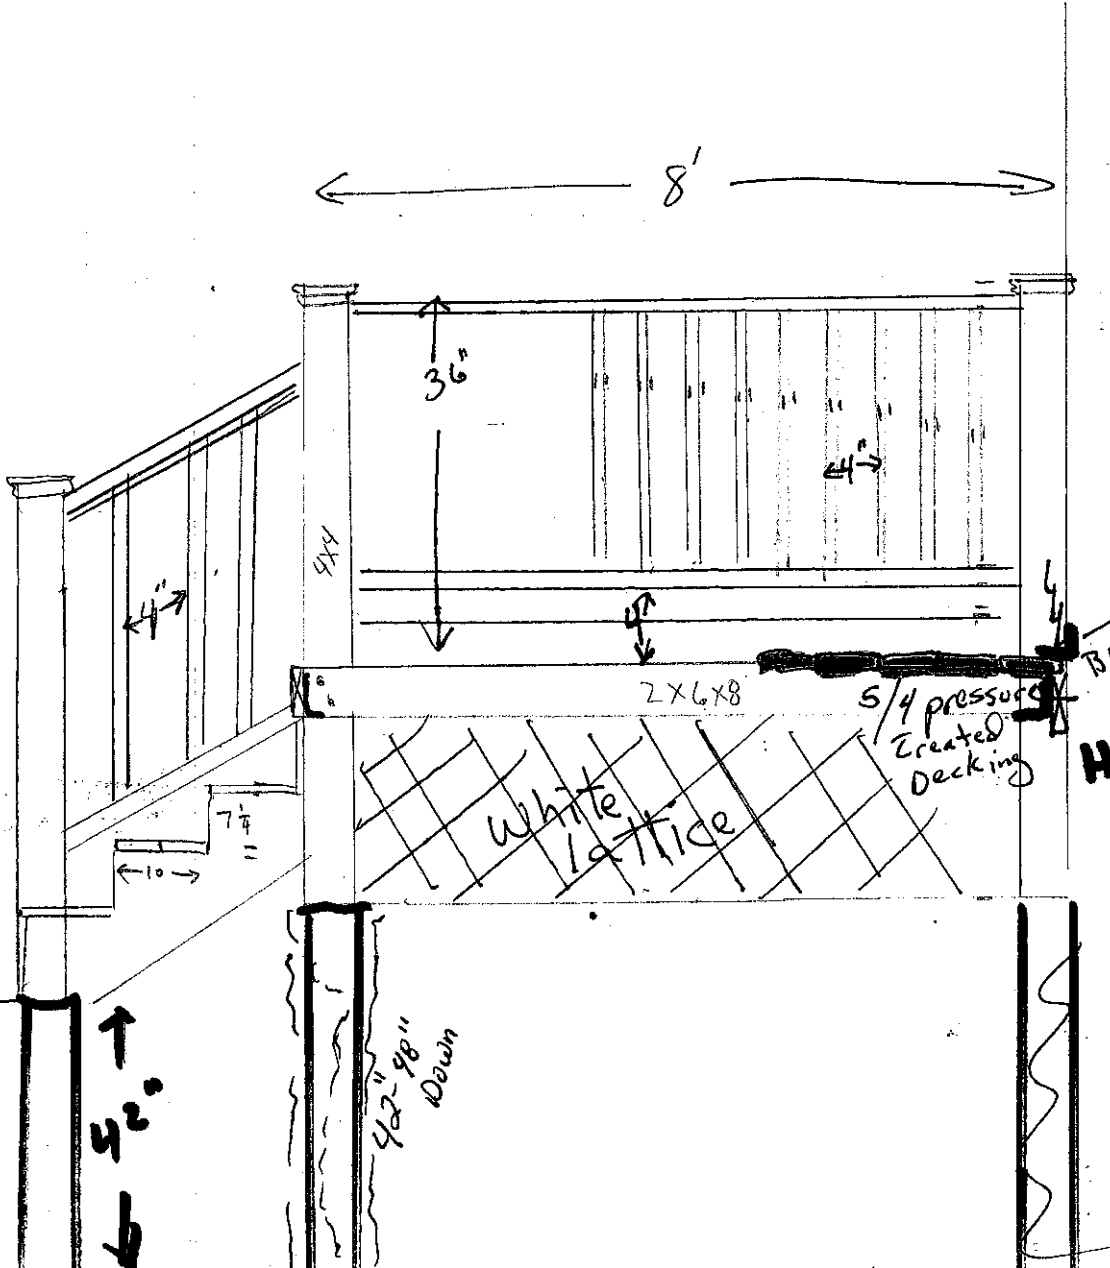 8'
36"
4"
4x4
4"
4"
2x6x8
5/4 pressure
Treated
Decking
White
lattice
7 1/4
10
42"-48"
Down
42"